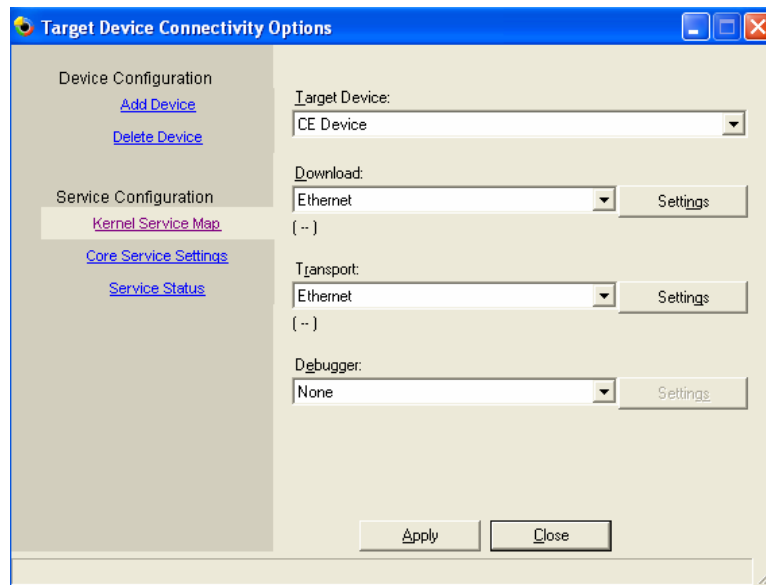 Target Device Connectivity Options
Device Configuration
Add Device
Delete Device
Service Configuration
Kernel Service Map
Core Service Settings
Service Status
Target Device:
CE Device
Download:
Ethernet
Settings
( -- )
Transport:
Ethernet
Settings
( -- )
Debugger:
None
Settings
Apply
Close